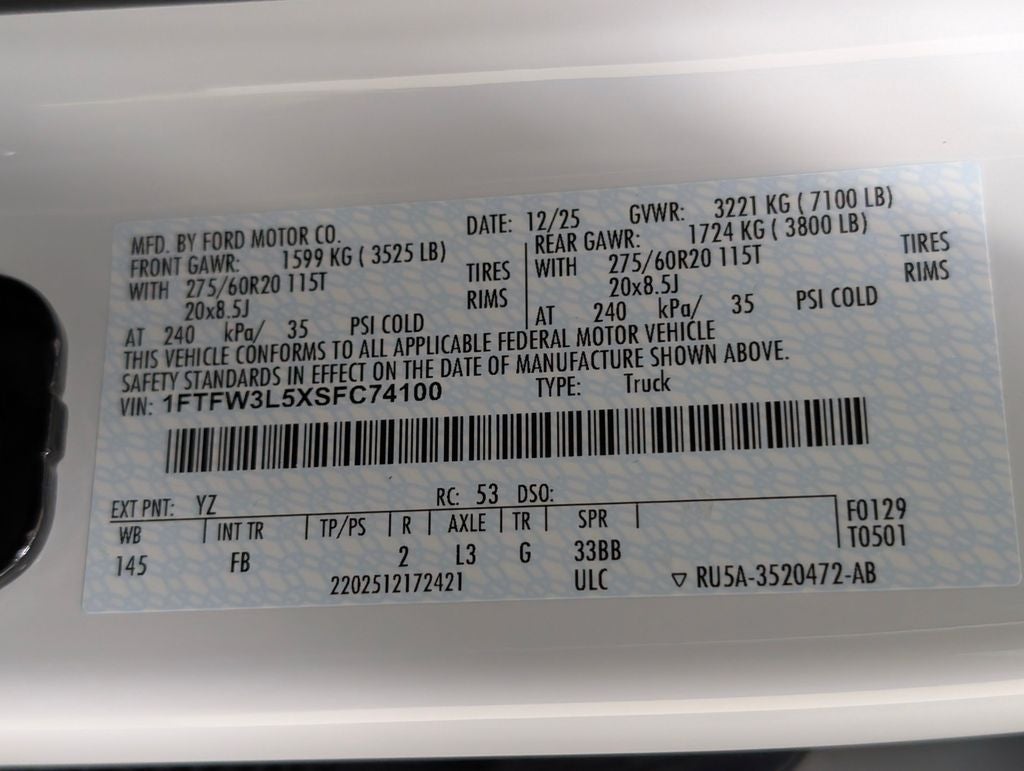 MFD. BY FORD MOTOR CO. DATE: 12/25 GVWR: 3221 KG ( 7100 LB)
FRONT GAWR: 1599 KG ( 3525 LB) REAR GAWR: 1724 KG ( 3800 LB)
WITH 275/60R20 115T TIRES WITH 275/60R20 115T TIRES
20x8.5J RIMS 20x8.5J RIMS
AT 240 kPa/ 35 PSI COLD AT 240 kPa/ 35 PSI COLD
THIS VEHICLE CONFORMS TO ALL APPLICABLE FEDERAL MOTOR VEHICLE
SAFETY STANDARDS IN EFFECT ON THE DATE OF MANUFACTURE SHOWN ABOVE.
VIN: 1FTFW3L5XSFC74100 TYPE: Truck
EXT PNT: YZ RC: 53 DSO:
WB INT TR TP/PS R AXLE TR SPR F0129
145 FB 2 L3 G 33BB T0501
2202512172421 ULC ▽ RU5A-3520472-AB